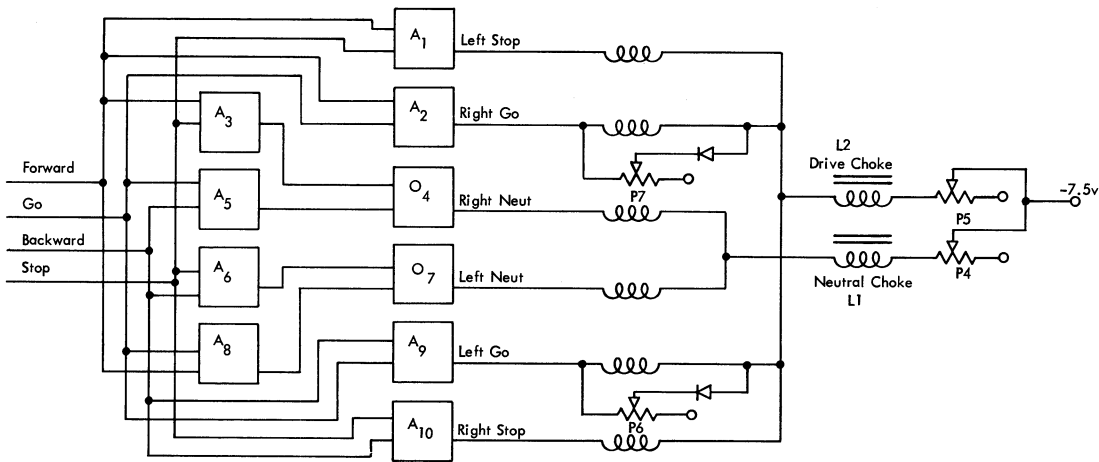 A1
Left Stop
A2
Right Go
A3
Forward
P7
L2
Drive Choke
Go
A5
O4
Right Neut
P5
-7.5v
Backward
Stop
A6
O7
Left Neut
P4
Neutral Choke
L1
A8
A9
Left Go
P6
A10
Right Stop